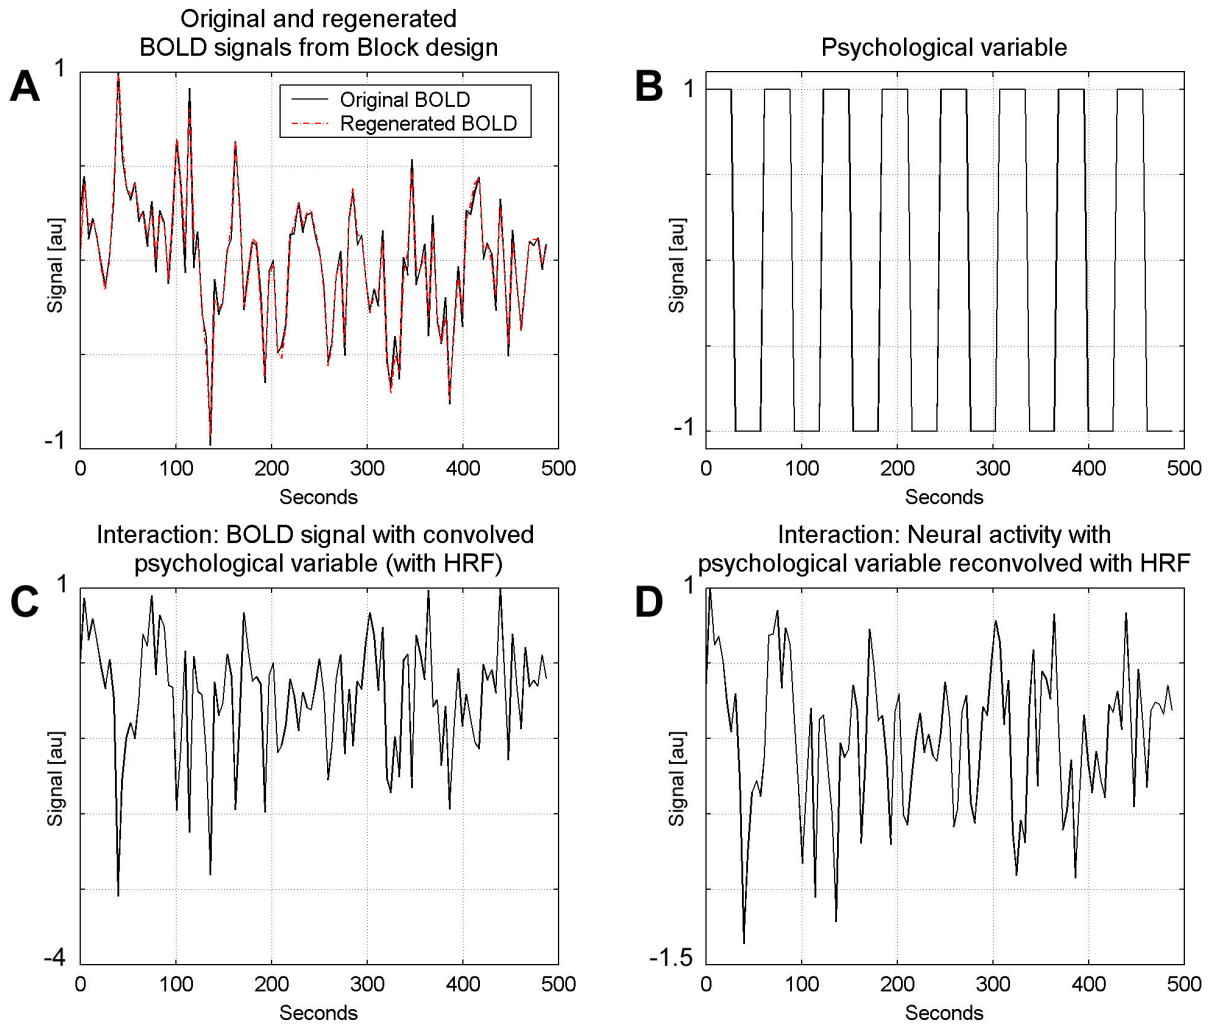 Original and regenerated
BOLD signals from Block design
A
1
Original BOLD
Regenerated BOLD
Signal [au]
-1
0 100 200 300 400 500
Seconds
Psychological variable
B
1
Signal [au]
-1
0 100 200 300 400 500
Seconds
Interaction: BOLD signal with convolved
psychological variable (with HRF)
C
1
Signal [au]
-4
0 100 200 300 400 500
Seconds
Interaction: Neural activity with
psychological variable reconvolved with HRF
D
1
Signal [au]
-1.5
0 100 200 300 400 500
Seconds